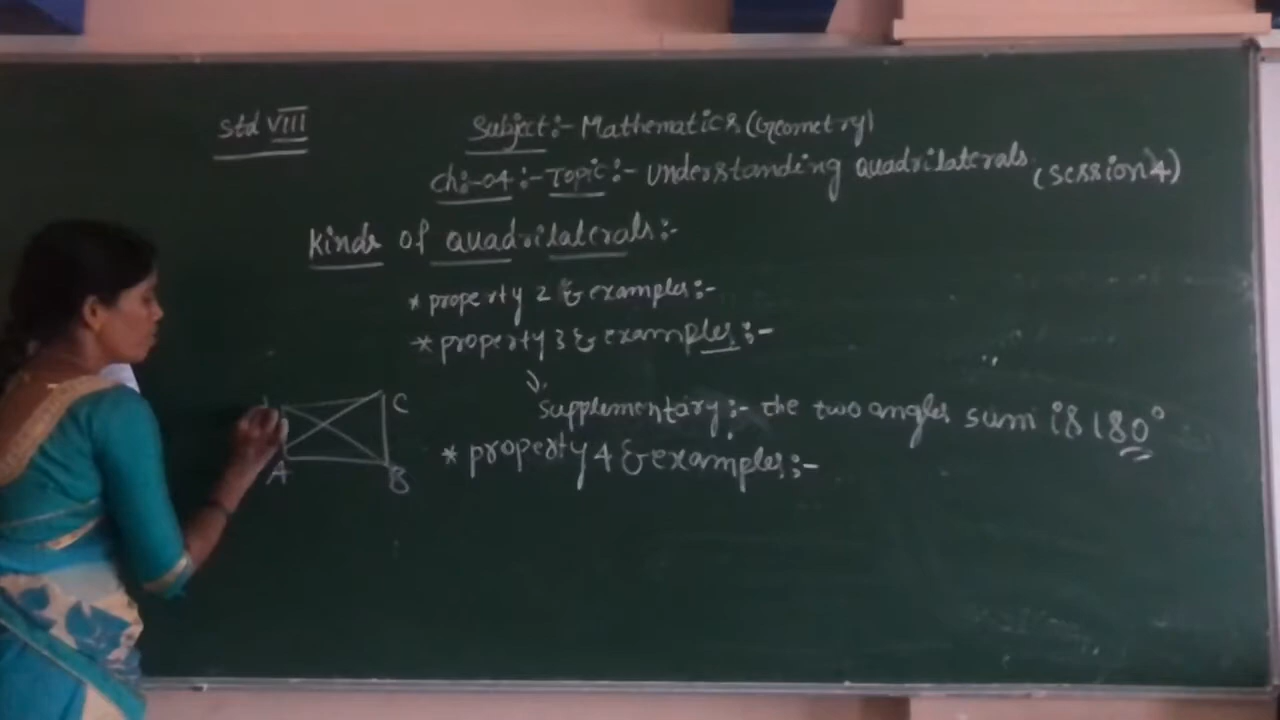 Std VIII
Subject:- Mathematics (Geometry)
Ch:-04:- Topic:- Understanding quadrilaterals (Session 4)
Kinds of quadrilaterals:-
* property 2 & examples:-
* property 3 & examples:-
Supplementary:- the two angles sum is 180°
* property 4 & examples:-
C
A
B